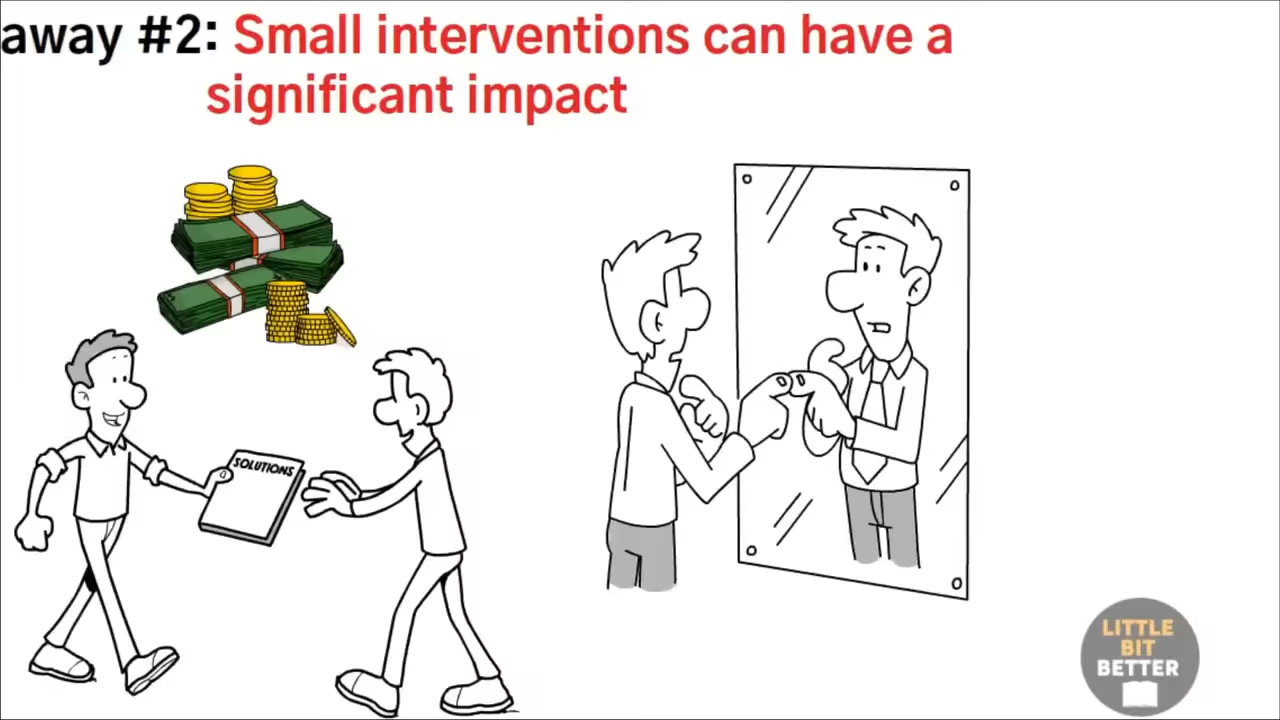 away #2: Small interventions can have a
significant impact
SOLUTIONS
LITTLE
BIT
BETTER